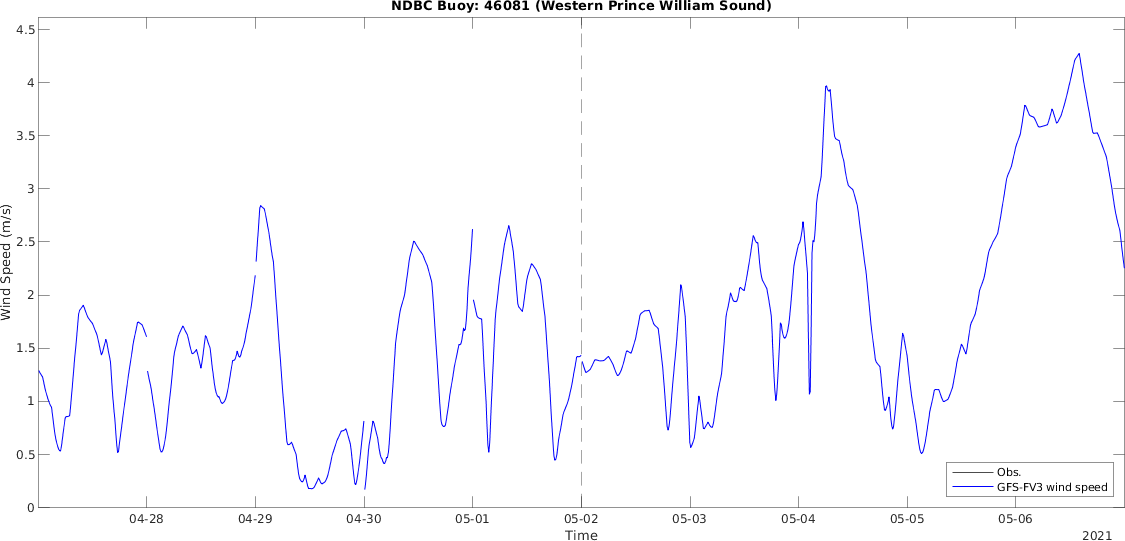 NDBC Buoy: 46081 (Western Prince William Sound)
4.5
4
3.5
3
2.5
2
1.5
1
0.5
0
Wind Speed (m/s)
Obs.
GFS-FV3 wind speed
04-28 04-29 04-30 05-01 05-02 05-03 05-04 05-05 05-06
Time
2021